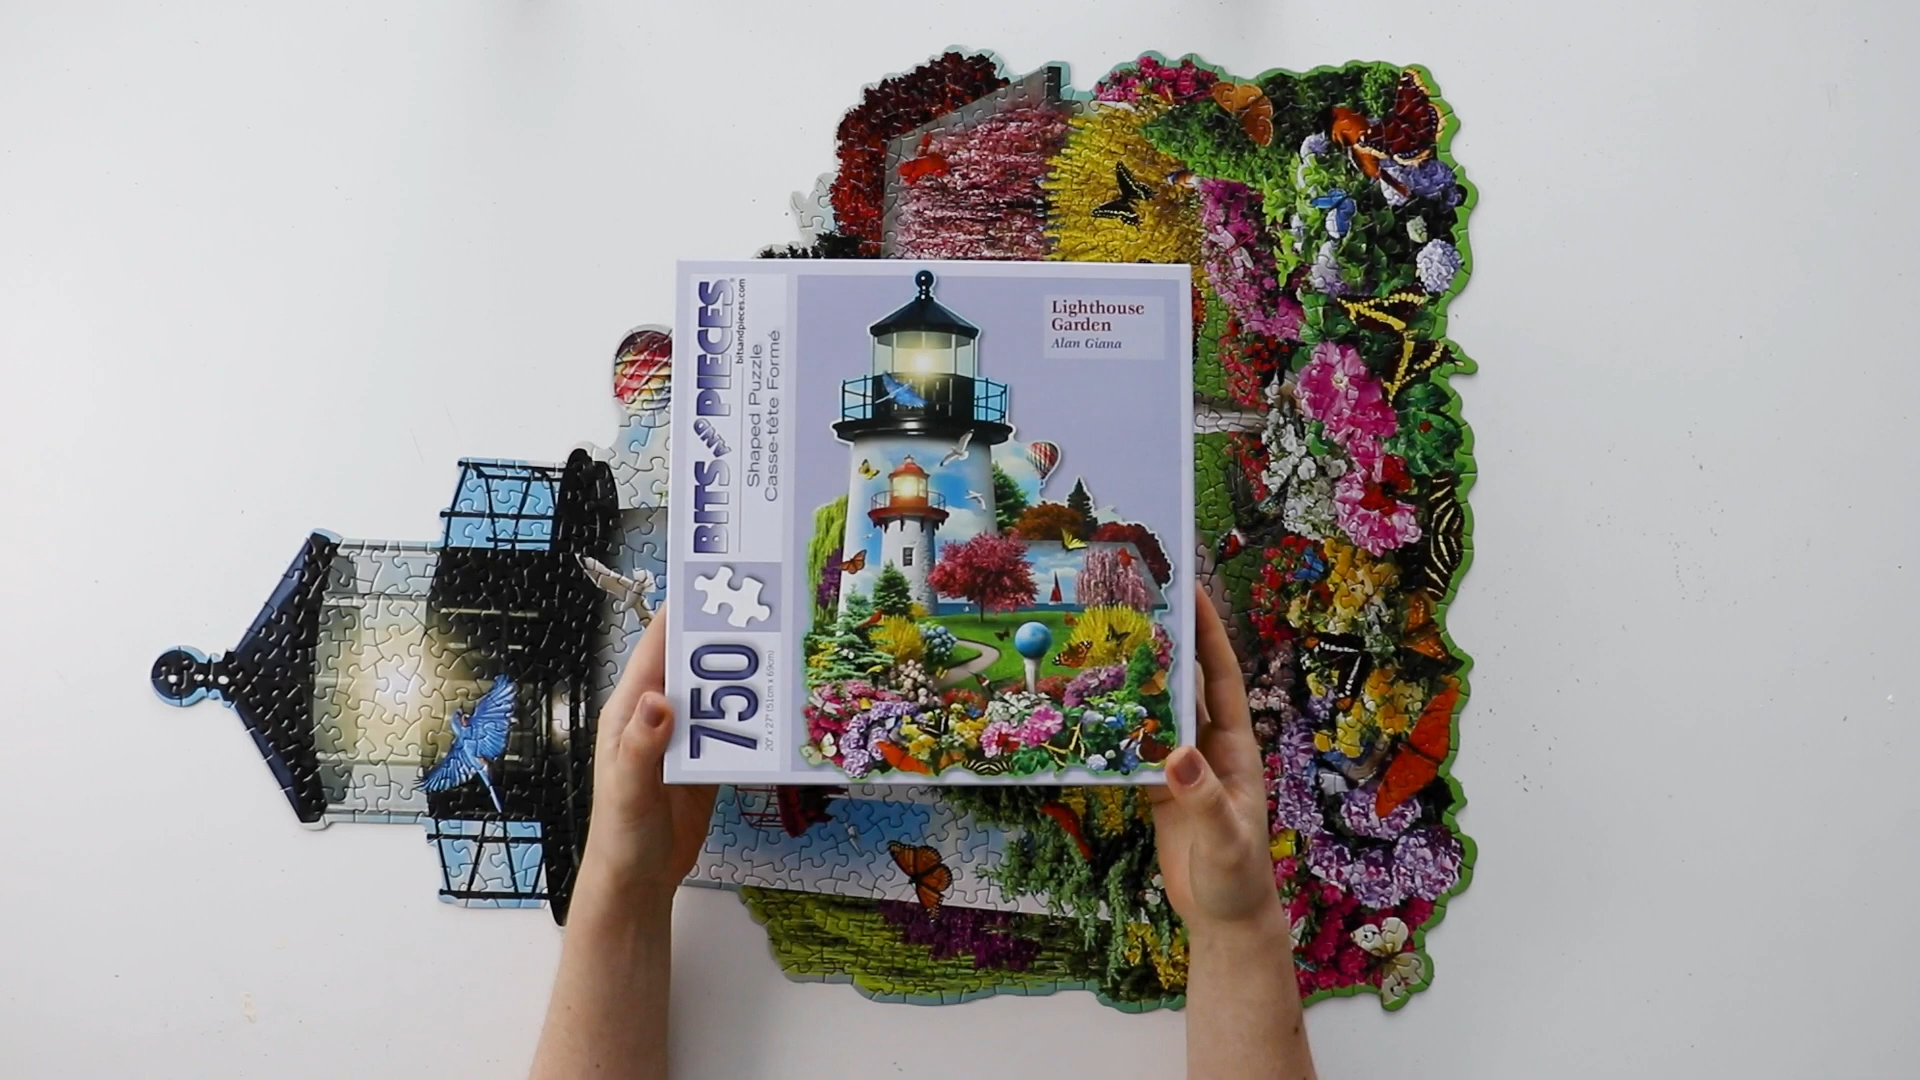 BITS AND PIECES®
bitsandpieces.com
Shaped Puzzle
Casse-tête Formé
750
20" x 27" (51cm x 69cm)
Lighthouse
Garden
Alan Giana